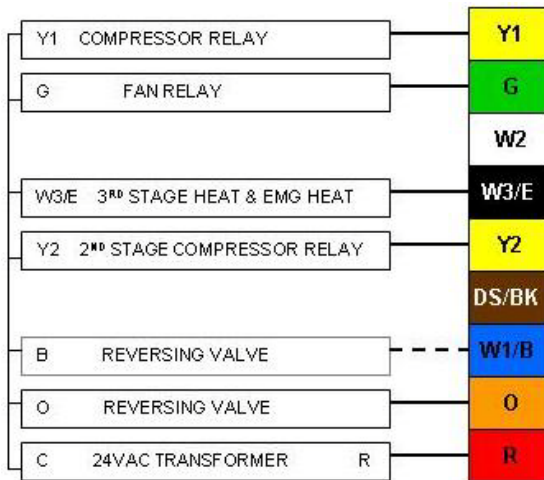 Y1 COMPRESSOR RELAY Y1
G FAN RELAY G
W2
W3/E 3RD STAGE HEAT & EMG HEAT W3/E
Y2 2ND STAGE COMPRESSOR RELAY Y2
DS/BK
B REVERSING VALVE W1/B
O REVERSING VALVE O
C 24VAC TRANSFORMER R R